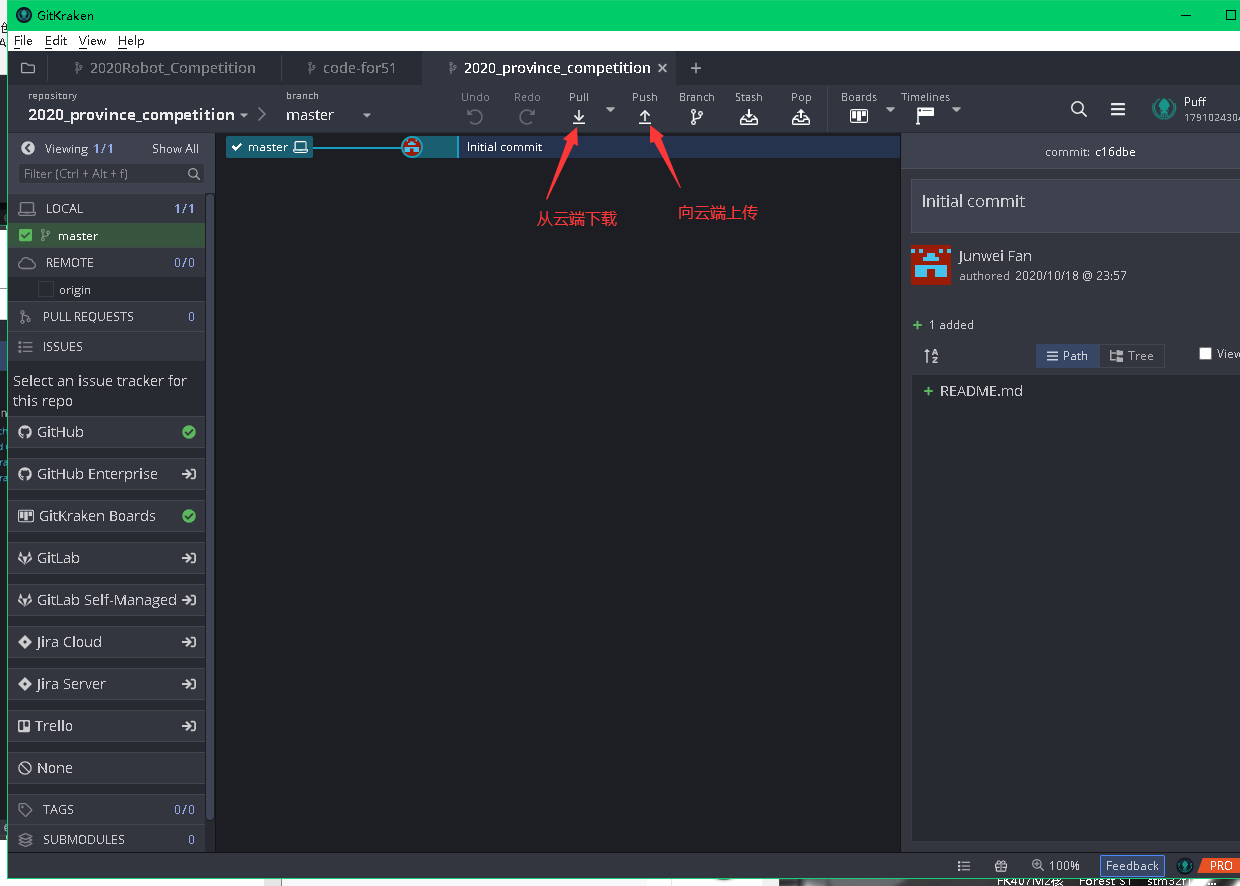 GitKraken
File Edit View Help
2020Robot_Competition
code-for51
2020_province_competition
repository
2020_province_competition
branch
master
Undo
Redo
Pull
Push
Branch
Stash
Pop
Boards
Timelines
Puff
179102430
Viewing 1/1
Show All
Filter (Ctrl + Alt + f)
LOCAL 1/1
master
REMOTE 0/0
origin
PULL REQUESTS 0
ISSUES
Select an issue tracker for
this repo
GitHub
GitHub Enterprise
GitKraken Boards
GitLab
GitLab Self-Managed
Jira Cloud
Jira Server
Trello
None
TAGS 0/0
SUBMODULES 0
master
Initial commit
从云端下载
向云端上传
commit: c16dbe
Initial commit
Junwei Fan
authored 2020/10/18 @ 23:57
+ 1 added
Path
Tree
View
+ README.md
100%
Feedback
PRO